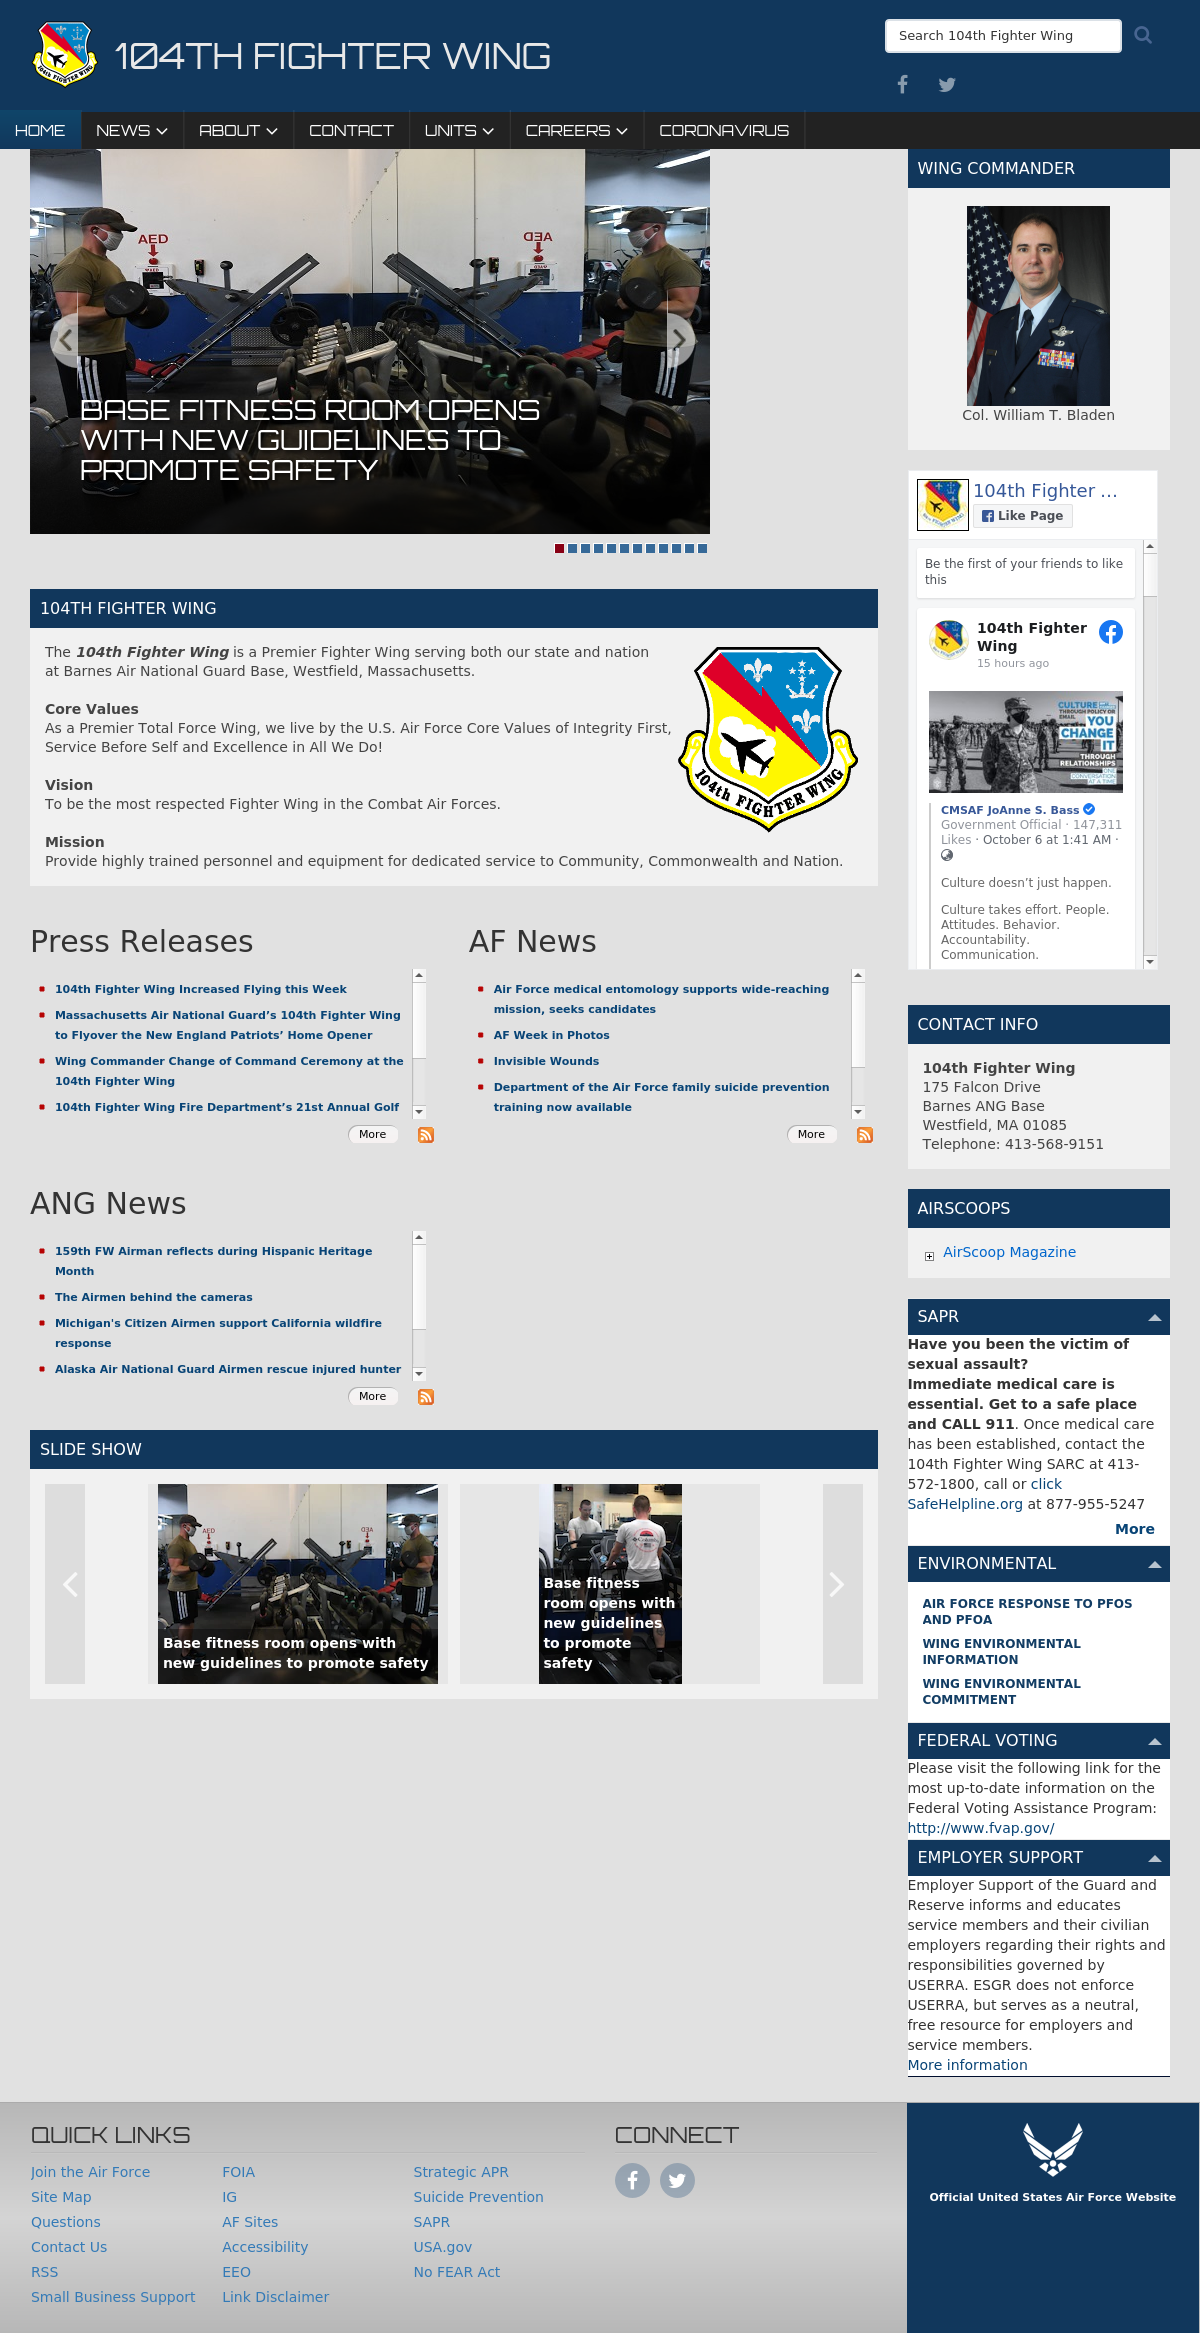 104TH FIGHTER WING
Search 104th Fighter Wing
HOME
NEWS
ABOUT
CONTACT
UNITS
CAREERS
CORONAVIRUS
AED
BASE FITNESS ROOM OPENS
WITH NEW GUIDELINES TO
PROMOTE SAFETY
104TH FIGHTER WING
The 104th Fighter Wing is a Premier Fighter Wing serving both our state and nation
at Barnes Air National Guard Base, Westfield, Massachusetts.
Core Values
As a Premier Total Force Wing, we live by the U.S. Air Force Core Values of Integrity First,
Service Before Self and Excellence in All We Do!
Vision
To be the most respected Fighter Wing in the Combat Air Forces.
Mission
Provide highly trained personnel and equipment for dedicated service to Community, Commonwealth and Nation.
104th FIGHTER WING
Press Releases
104th Fighter Wing Increased Flying this Week
Massachusetts Air National Guard’s 104th Fighter Wing
to Flyover the New England Patriots’ Home Opener
Wing Commander Change of Command Ceremony at the
104th Fighter Wing
104th Fighter Wing Fire Department’s 21st Annual Golf
More
AF News
Air Force medical entomology supports wide-reaching
mission, seeks candidates
AF Week in Photos
Invisible Wounds
Department of the Air Force family suicide prevention
training now available
More
ANG News
159th FW Airman reflects during Hispanic Heritage
Month
The Airmen behind the cameras
Michigan's Citizen Airmen support California wildfire
response
Alaska Air National Guard Airmen rescue injured hunter
More
SLIDE SHOW
Base fitness room opens with
new guidelines to promote safety
Base fitness
room opens with
new guidelines
to promote
safety
WING COMMANDER
Col. William T. Bladen
104th Fighter ...
Like Page
Be the first of your friends to like
this
104th Fighter
Wing
15 hours ago
CULTURE
THROUGH POLICY OR
EMAIL
YOU
CHANGE
IT
THROUGH
RELATIONSHIPS
CONVERSATION
AT A TIME
CMSAF JoAnne S. Bass
Government Official · 147,311
Likes · October 6 at 1:41 AM ·
Culture doesn’t just happen.
Culture takes effort. People.
Attitudes. Behavior.
Accountability.
Communication.
CONTACT INFO
104th Fighter Wing
175 Falcon Drive
Barnes ANG Base
Westfield, MA 01085
Telephone: 413-568-9151
AIRSCOOPS
AirScoop Magazine
SAPR
Have you been the victim of
sexual assault?
Immediate medical care is
essential. Get to a safe place
and CALL 911. Once medical care
has been established, contact the
104th Fighter Wing SARC at 413-
572-1800, call or click
SafeHelpline.org at 877-955-5247
More
ENVIRONMENTAL
AIR FORCE RESPONSE TO PFOS
AND PFOA
WING ENVIRONMENTAL
INFORMATION
WING ENVIRONMENTAL
COMMITMENT
FEDERAL VOTING
Please visit the following link for the
most up-to-date information on the
Federal Voting Assistance Program:
http://www.fvap.gov/
EMPLOYER SUPPORT
Employer Support of the Guard and
Reserve informs and educates
service members and their civilian
employers regarding their rights and
responsibilities governed by
USERRA. ESGR does not enforce
USERRA, but serves as a neutral,
free resource for employers and
service members.
More information
QUICK LINKS
Join the Air Force
Site Map
Questions
Contact Us
RSS
Small Business Support
FOIA
IG
AF Sites
Accessibility
EEO
Link Disclaimer
Strategic APR
Suicide Prevention
SAPR
USA.gov
No FEAR Act
CONNECT
Official United States Air Force Website